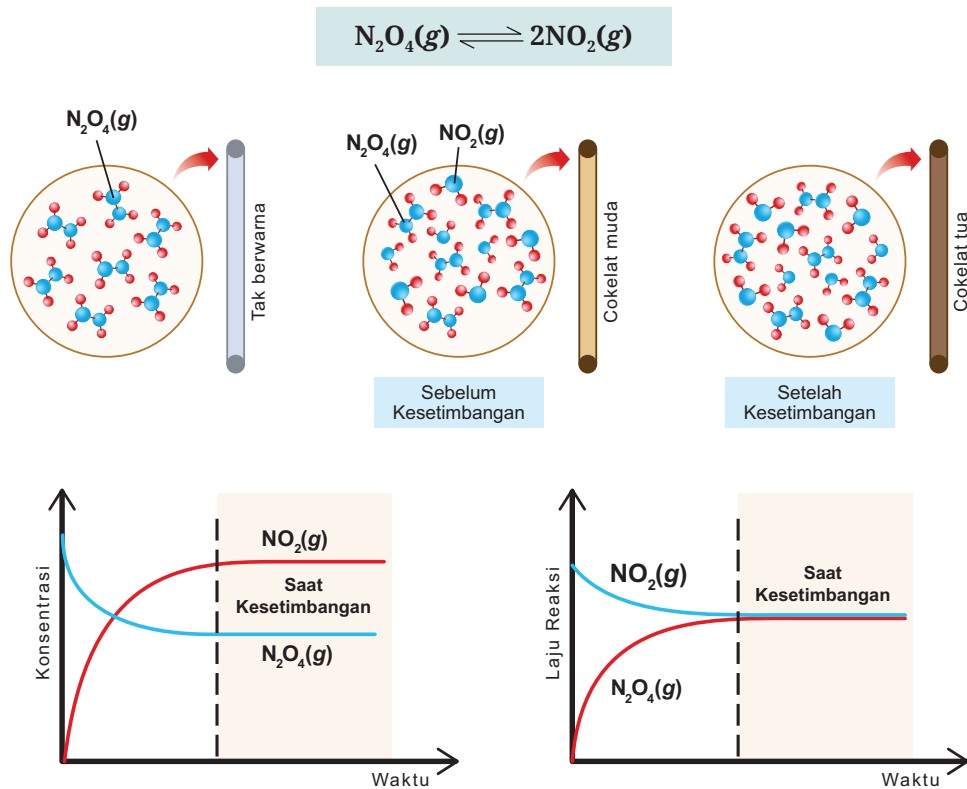 N₂O₄(g) ⇌ 2NO₂(g)
N₂O₄(g)
Tak berwarna
N₂O₄(g)
NO₂(g)
Cokelat muda
Sebelum
Kesetimbangan
Cokelat tua
Setelah
Kesetimbangan
Konsentrasi
NO₂(g)
Saat
Kesetimbangan
N₂O₄(g)
Waktu
Laju Reaksi
NO₂(g)
Saat
Kesetimbangan
N₂O₄(g)
Waktu